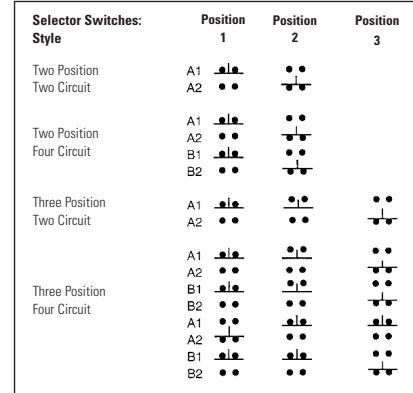 Selector Switches: Position Position Position
Style 1 2 3
Two Position A1
Two Circuit A2
A1
Two Position A2
Four Circuit B1
B2
Three Position A1
Two Circuit A2
A1
A2
Three Position B1
Four Circuit B2
A1
A2
B1
B2